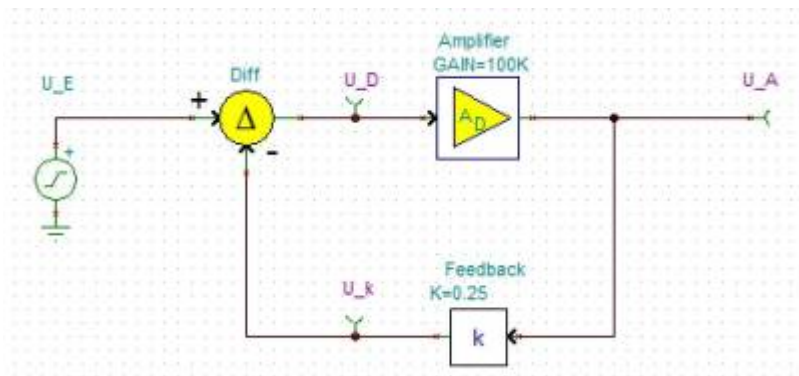 Amplifier
GAIN=100K
U_E
Diff
U_D
U_A
+
Δ
A_D
+
-
Feedback
K=0.25
U_k
k